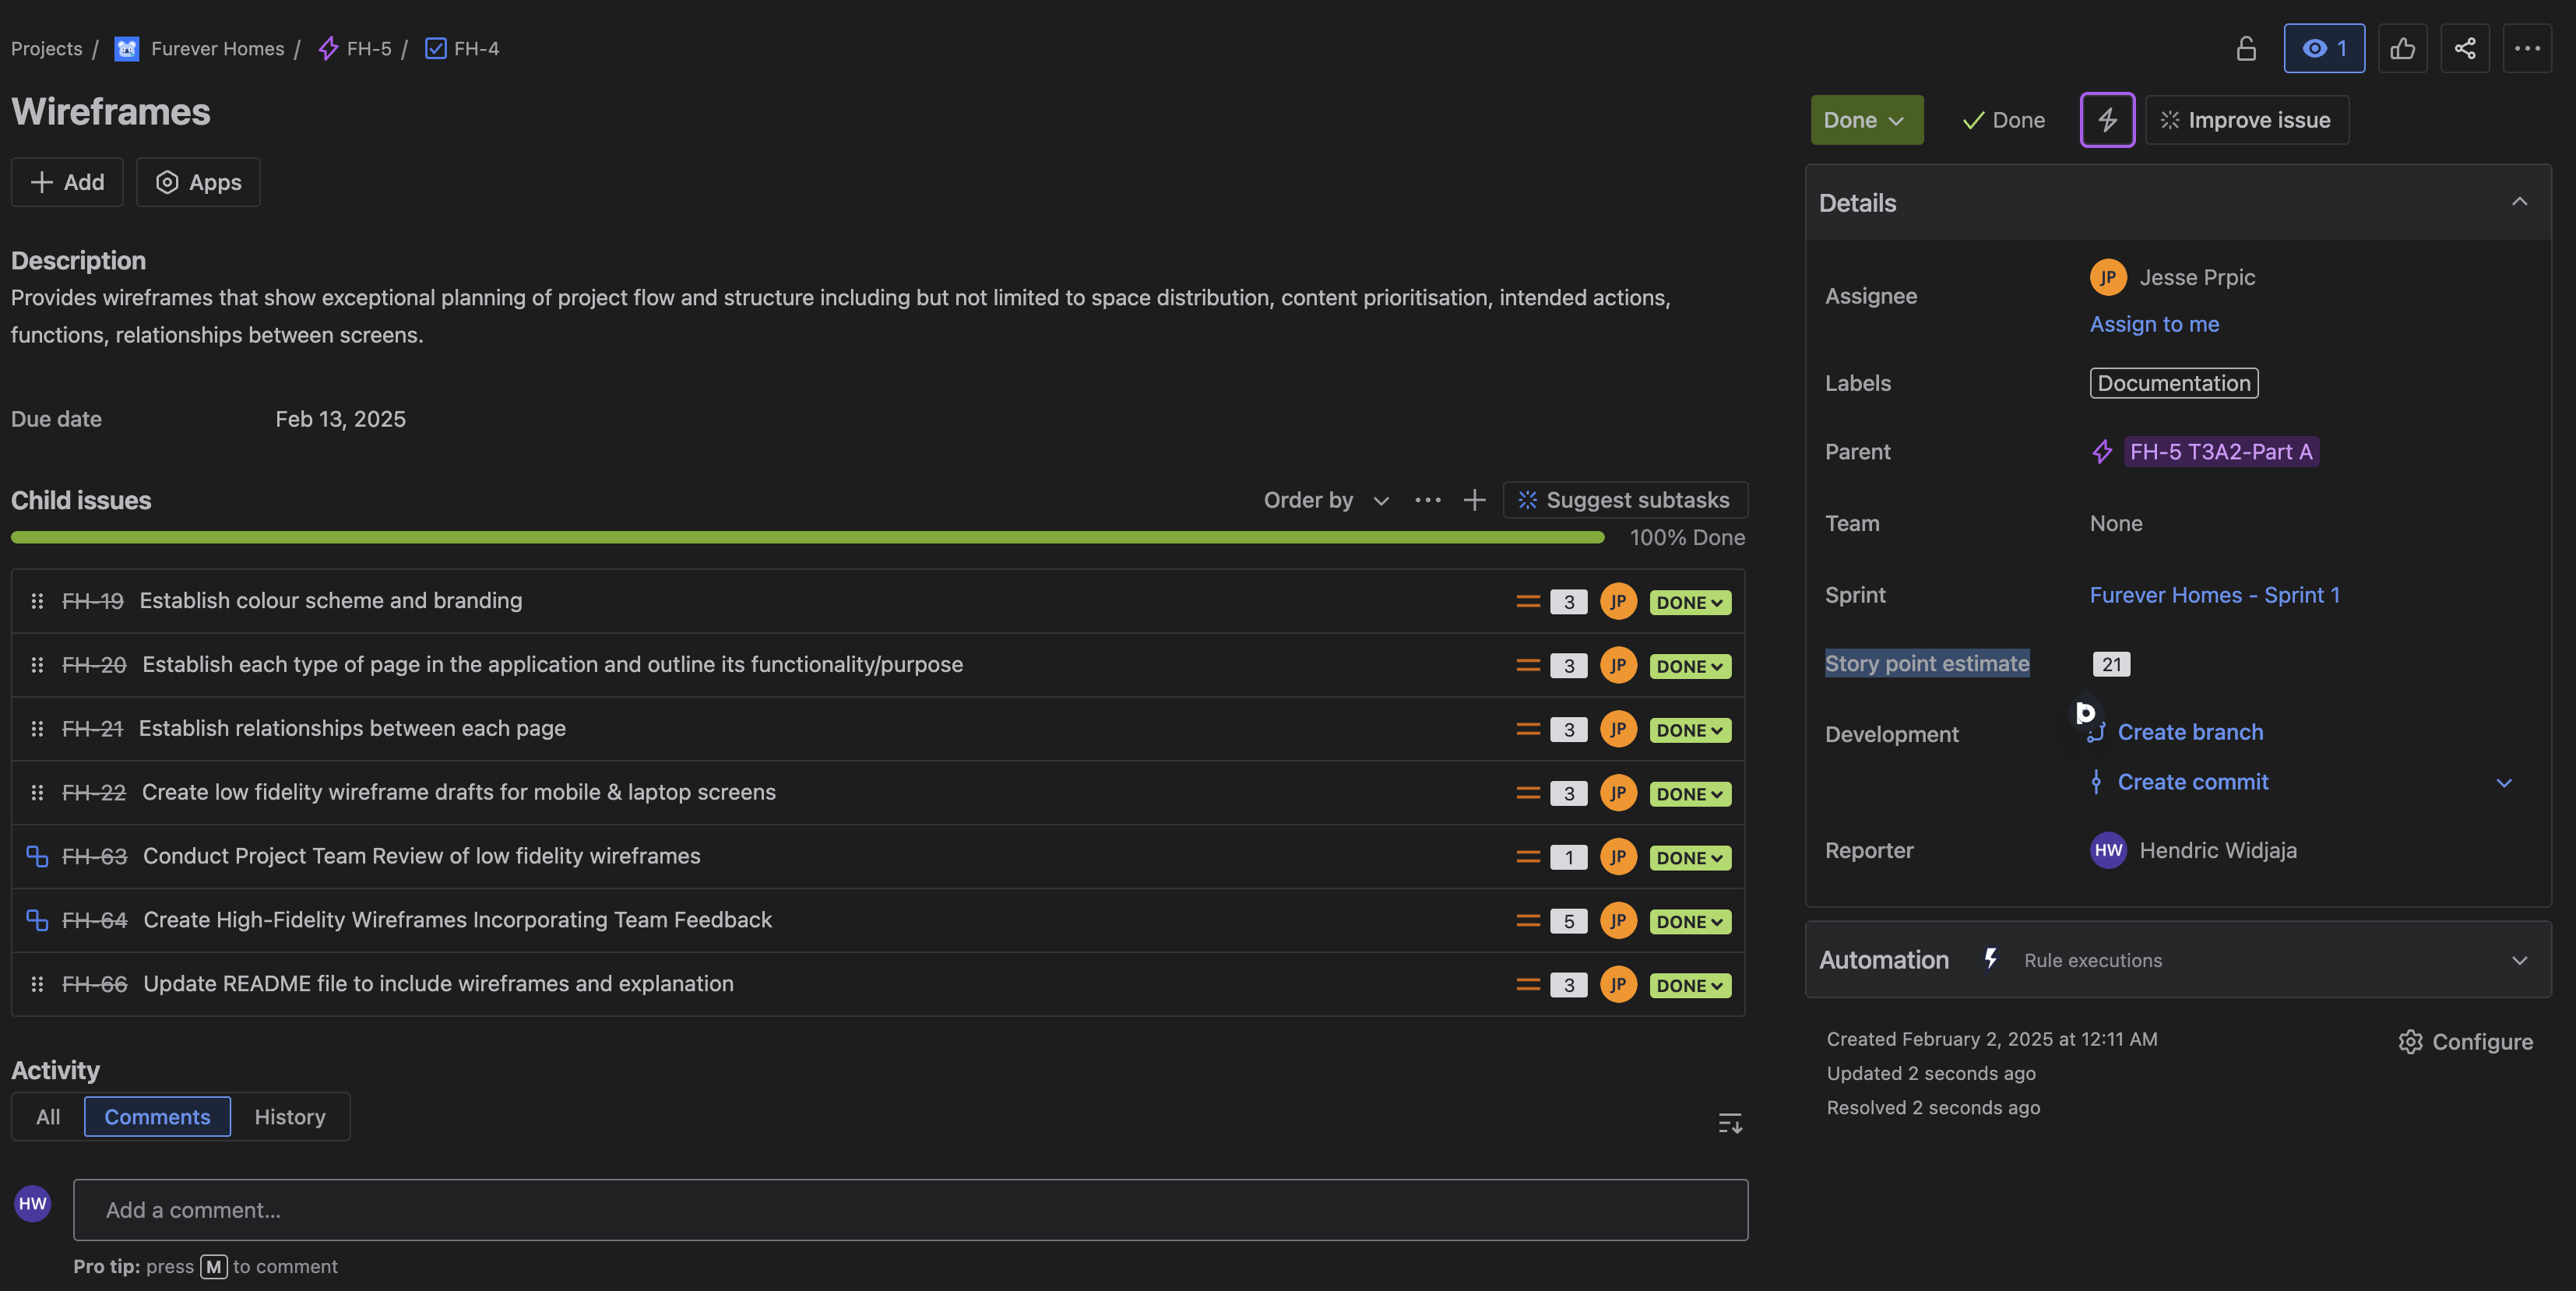 Projects / Furever Homes / FH-5 / FH-4
1
Wireframes
Done
Done
Improve issue
Add
Apps
Description
Provides wireframes that show exceptional planning of project flow and structure including but not limited to space distribution, content prioritisation, intended actions,
functions, relationships between screens.
Due date Feb 13, 2025
Child issues
Order by
Suggest subtasks
100% Done
FH-19 Establish colour scheme and branding 3 JP DONE
FH-20 Establish each type of page in the application and outline its functionality/purpose 3 JP DONE
FH-21 Establish relationships between each page 3 JP DONE
FH-22 Create low fidelity wireframe drafts for mobile & laptop screens 3 JP DONE
FH-63 Conduct Project Team Review of low fidelity wireframes 1 JP DONE
FH-64 Create High-Fidelity Wireframes Incorporating Team Feedback 5 JP DONE
FH-66 Update README file to include wireframes and explanation 3 JP DONE
Activity
All Comments History
HW Add a comment...
Pro tip: press M to comment
Details
Assignee JP Jesse Prpic
Assign to me
Labels Documentation
Parent FH-5 T3A2-Part A
Team None
Sprint Furever Homes - Sprint 1
Story point estimate 21
b
Development Create branch
Create commit
Reporter HW Hendric Widjaja
Automation Rule executions
Created February 2, 2025 at 12:11 AM
Configure
Updated 2 seconds ago
Resolved 2 seconds ago